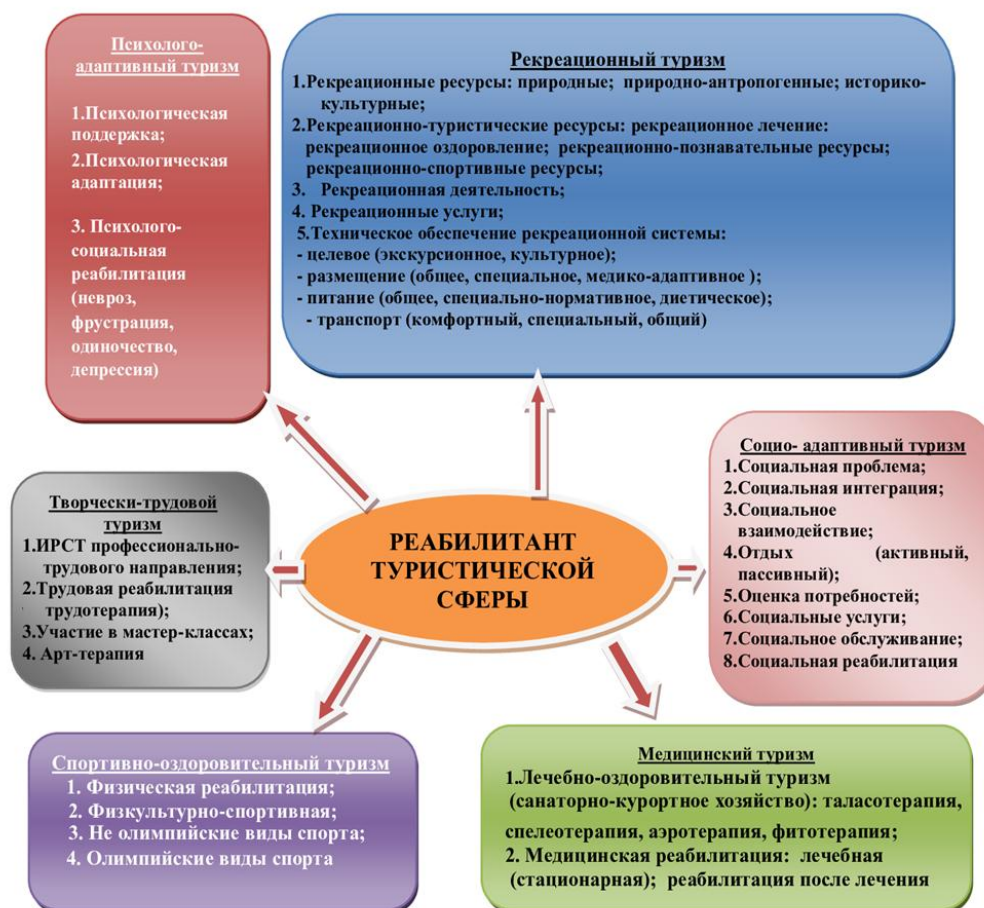 Психолого-
адаптивный туризм
1.Психологическая
поддержка;
2.Психологическая
адаптация;
3. Психолого-
социальная
реабилитация
(невроз,
фрустрация,
одиночество,
депрессия)
Рекреационный туризм
1.Рекреационные ресурсы: природные; природно-антропогенные; историко-
культурные;
2.Рекреационно-туристические ресурсы: рекреационное лечение:
рекреационное оздоровление; рекреационно-познавательные ресурсы;
рекреационно-спортивные ресурсы;
3. Рекреационная деятельность;
4. Рекреационные услуги;
5.Техническое обеспечение рекреационной системы:
- целевое (экскурсионное, культурное);
- размещение (общее, специальное, медико-адаптивное );
- питание (общее, специально-нормативное, диетическое);
- транспорт (комфортный, специальный, общий)
Творчески-трудовой
туризм
1.ИРСТ профессионально-
трудового направления;
2.Трудовая реабилитация
трудотерапия);
3.Участие в мастер-классах;
4. Арт-терапия
РЕАБИЛИТАНТ
ТУРИСТИЧЕСКОЙ
СФЕРЫ
Социо- адаптивный туризм
1.Социальная проблема;
2.Социальная интеграция;
3.Социальное
взаимодействие;
4.Отдых (активный,
пассивный);
5.Оценка потребностей;
6.Социальные услуги;
7.Социальное обслуживание;
8.Социальная реабилитация
Спортивно-оздоровительный туризм
1. Физическая реабилитация;
2. Физкультурно-спортивная;
3. Не олимпийские виды спорта;
4. Олимпийские виды спорта
Медицинский туризм
1.Лечебно-оздоровительный туризм
(санаторно-курортное хозяйство): таласотерапия,
спелеотерапия, аэротерапия, фитотерапия;
2. Медицинская реабилитация: лечебная
(стационарная); реабилитация после лечения